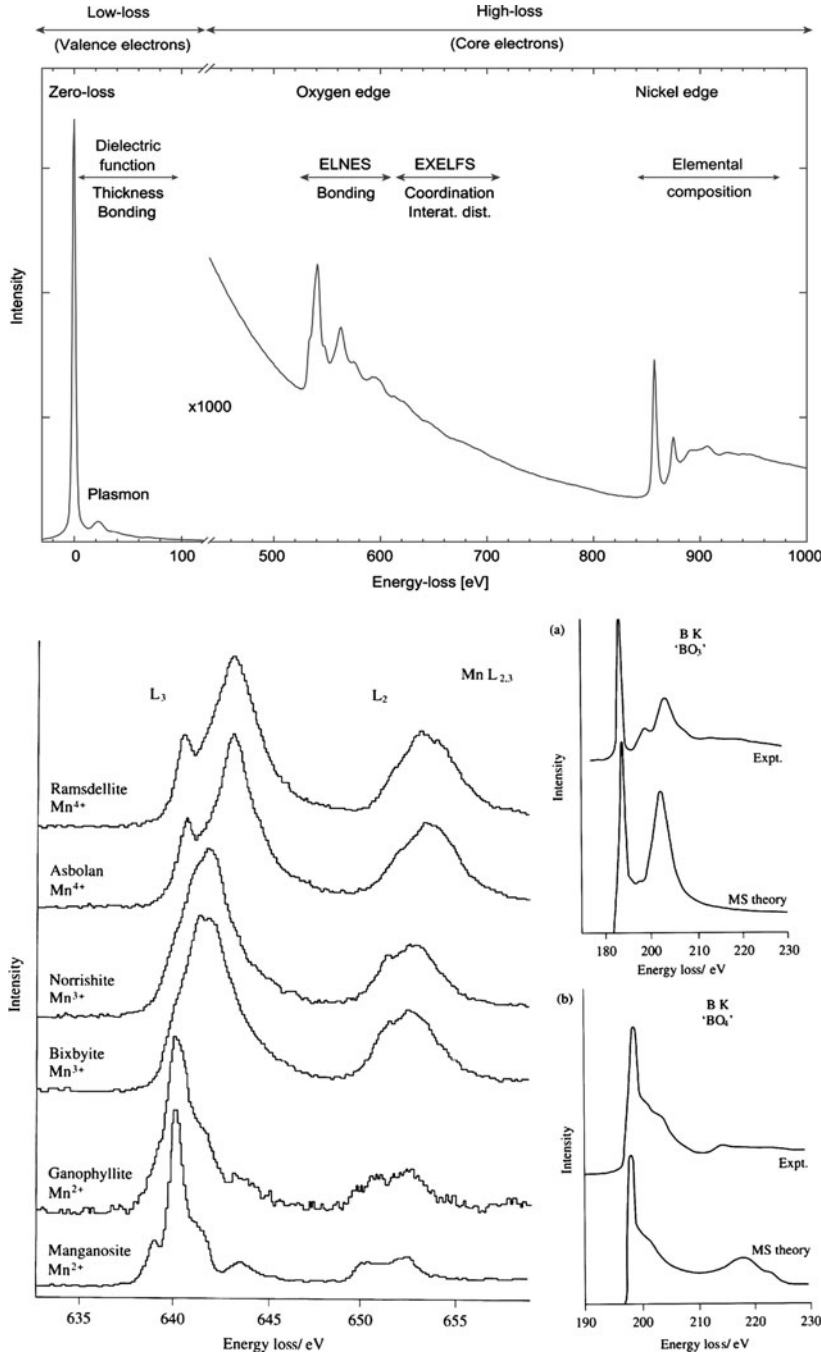 Low-loss
High-loss
(Valence electrons)
(Core electrons)
Zero-loss
Oxygen edge
Nickel edge
Dielectric
function
Thickness
Bonding
ELNES
Bonding
EXELFS
Coordination
Interat. dist.
Elemental
composition
Intensity
x1000
Plasmon
0 100 500 600 700 800 900 1000
Energy-loss [eV]
L3 L2 Mn L2,3
Ramsdellite
Mn4+
Asbolan
Mn4+
Norrishite
Mn3+
Bixbyite
Mn3+
Ganophyllite
Mn2+
Manganosite
Mn2+
Intensity
635 640 645 650 655
Energy loss/ eV
(a)
B K
'BO3'
Expt.
MS theory
Intensity
180 190 200 210 220 230
Energy loss/ eV
(b)
B K
'BO4'
Expt.
MS theory
Intensity
190 200 210 220 230
Energy loss/ eV